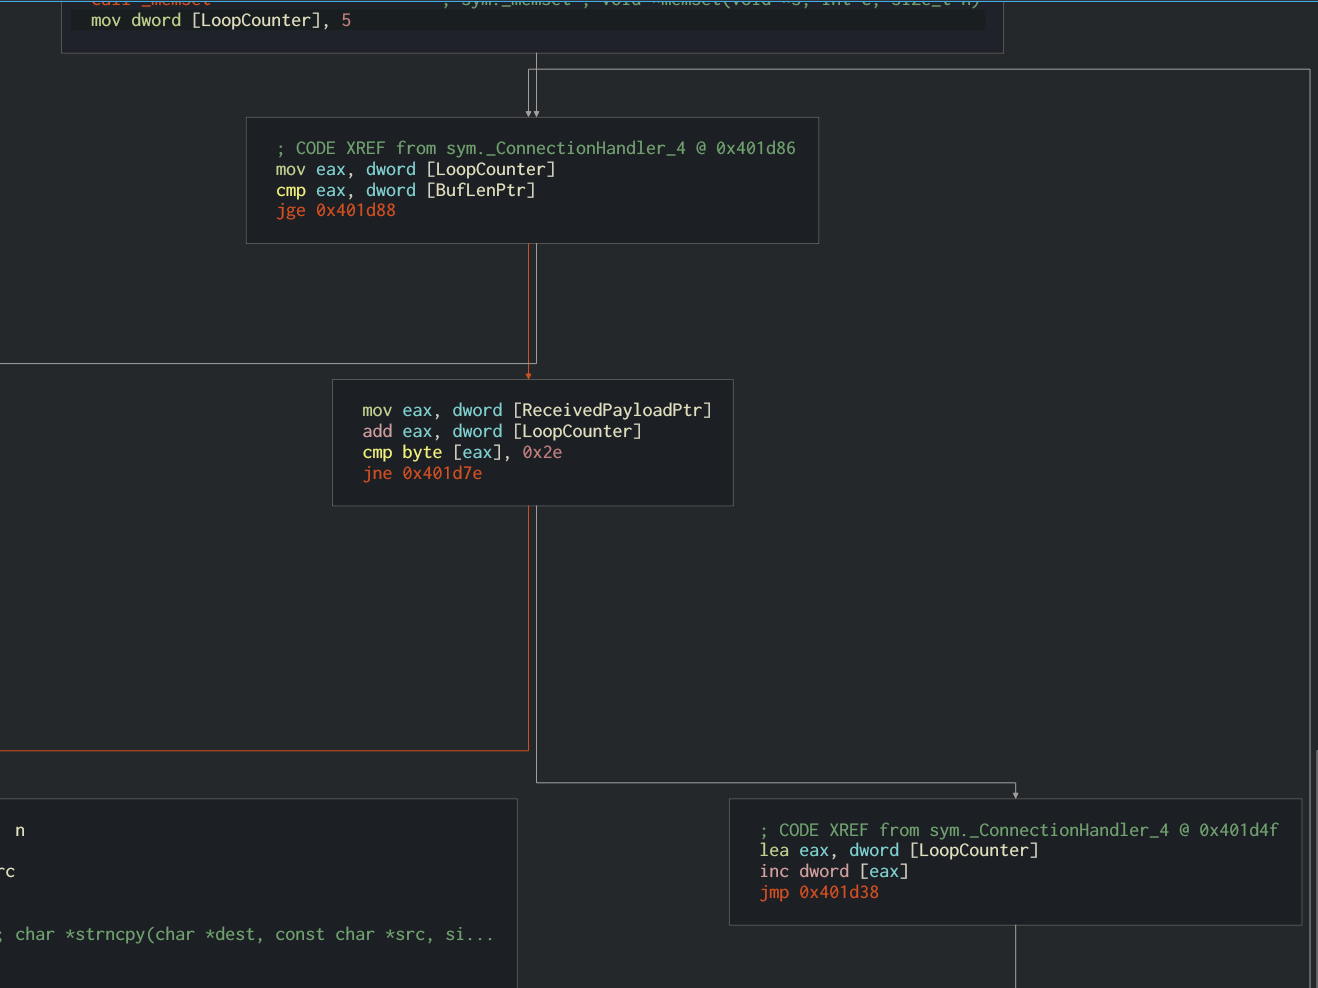 call _memset ; sym._memset ; void *memset(void *s, int c, size_t n)
mov dword [LoopCounter], 5
; CODE XREF from sym._ConnectionHandler_4 @ 0x401d86
mov eax, dword [LoopCounter]
cmp eax, dword [BufLenPtr]
jge 0x401d88
mov eax, dword [ReceivedPayloadPtr]
add eax, dword [LoopCounter]
cmp byte [eax], 0x2e
jne 0x401d7e
n
rc
; char *strncpy(char *dest, const char *src, si...
; CODE XREF from sym._ConnectionHandler_4 @ 0x401d4f
lea eax, dword [LoopCounter]
inc dword [eax]
jmp 0x401d38